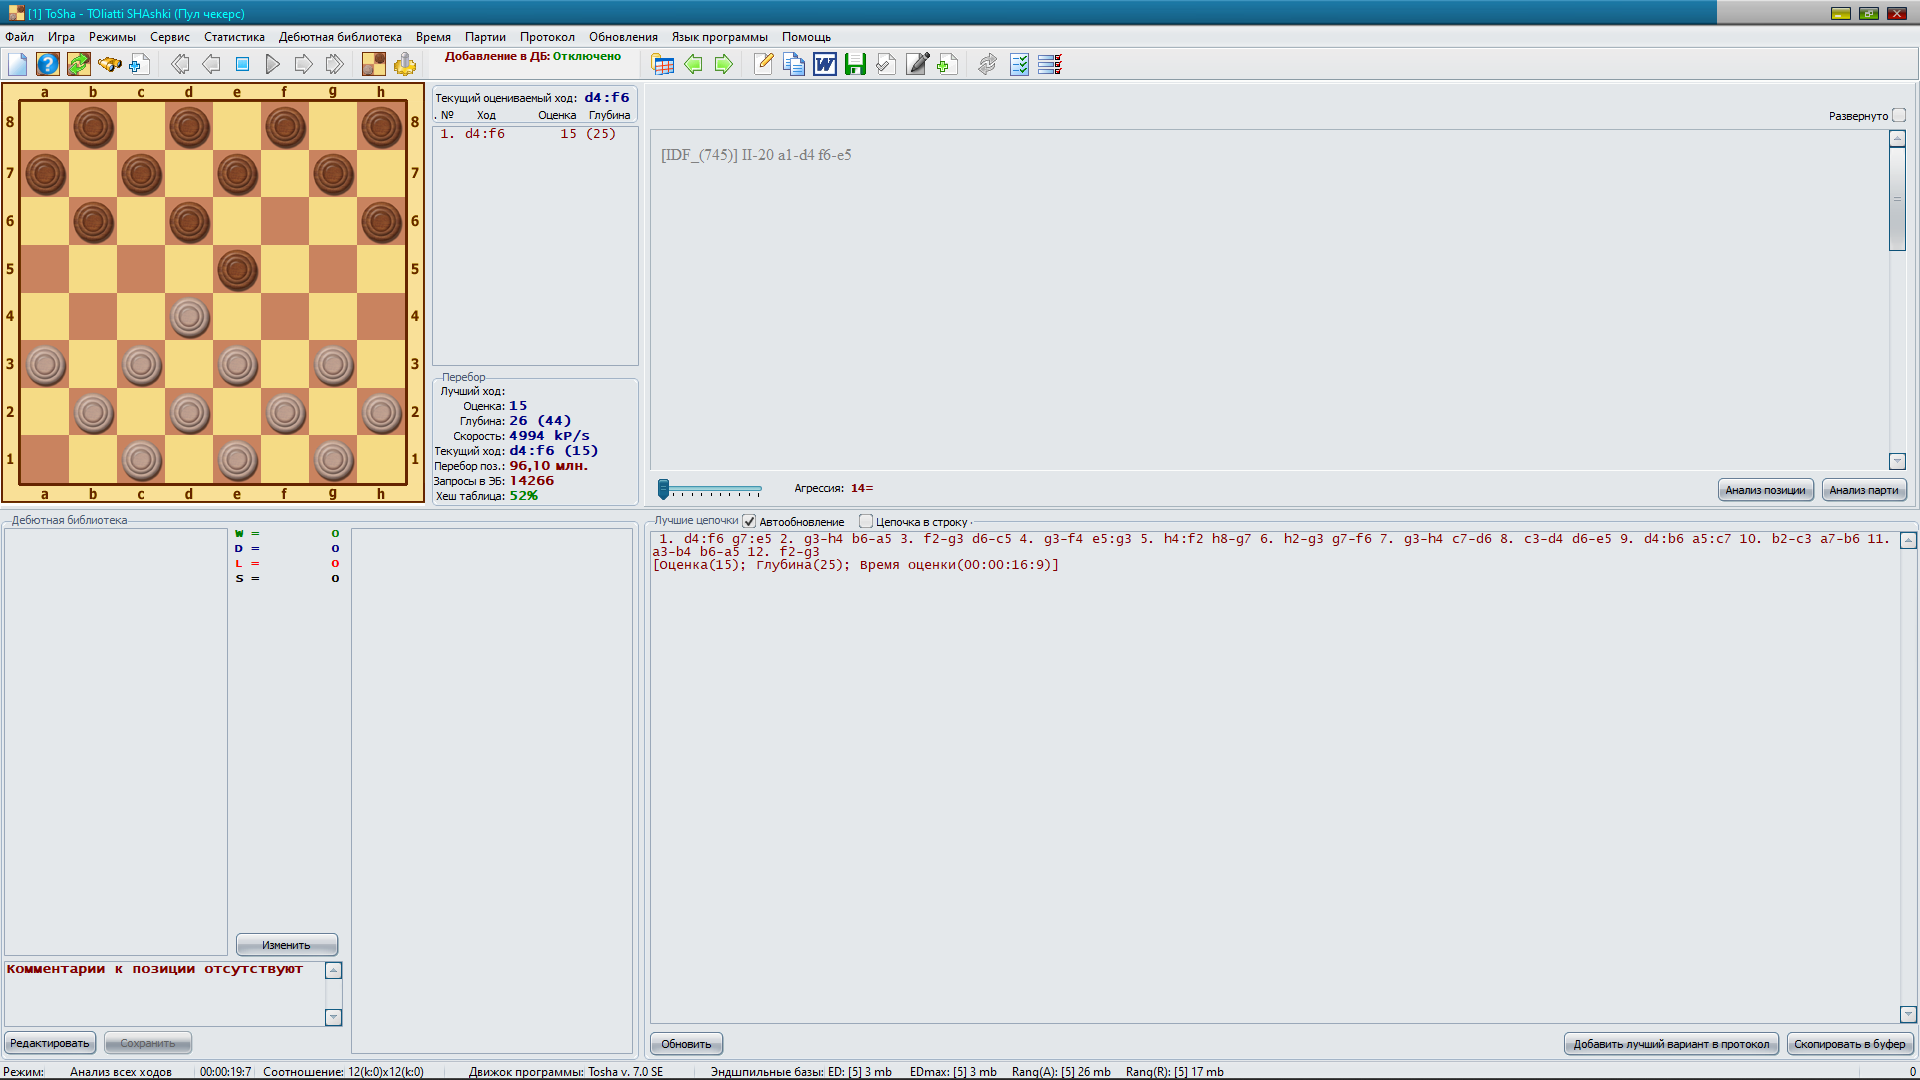 [1] ToSha - TOliatti SHAshki (Пул чекерс)
Файл Игра Режимы Сервис Статистика Дебютная библиотека Время Партии Протокол Обновления Язык программы Помощь
Добавление в ДБ: Отключено
a b c d e f g h
8 8
7 7
6 6
5 5
4 4
3 3
2 2
1 1
a b c d e f g h
Текущий оцениваемый ход: d4:f6
. № Ход Оценка Глубина
1. d4:f6 15 (25)
Перебор
Лучший ход:
Оценка: 15
Глубина: 26 (44)
Скорость: 4994 kP/s
Текущий ход: d4:f6 (15)
Перебор поз.: 96,10 млн.
Запросы в ЭБ: 14266
Хеш таблица: 52%
Развернуто
[IDF_(745)] II-20 a1-d4 f6-e5
Агрессия: 14=
Анализ позиции Анализ парти
Дебютная библиотека
W = 0
D = 0
L = 0
S = 0
Изменить
Комментарии к позиции отсутствуют
Редактировать Сохранить
Лучшие цепочки Автообновление Цепочка в строку
1. d4:f6 g7:e5 2. g3-h4 b6-a5 3. f2-g3 d6-c5 4. g3-f4 e5:g3 5. h4:f2 h8-g7 6. h2-g3 g7-f6 7. g3-h4 c7-d6 8. c3-d4 d6-e5 9. d4:b6 a5:c7 10. b2-c3 a7-b6 11.
a3-b4 b6-a5 12. f2-g3
[Оценка(15); Глубина(25); Время оценки(00:00:16:9)]
Обновить Добавить лучший вариант в протокол Скопировать в буфер
Режим: Анализ всех ходов 00:00:19:7 Соотношение: 12(k:0)x12(k:0) Движок программы: Tosha v. 7.0 SE Эндшпильные базы: ED: [5] 3 mb EDmax: [5] 3 mb Rang(A): [5] 26 mb Rang(R): [5] 17 mb 0